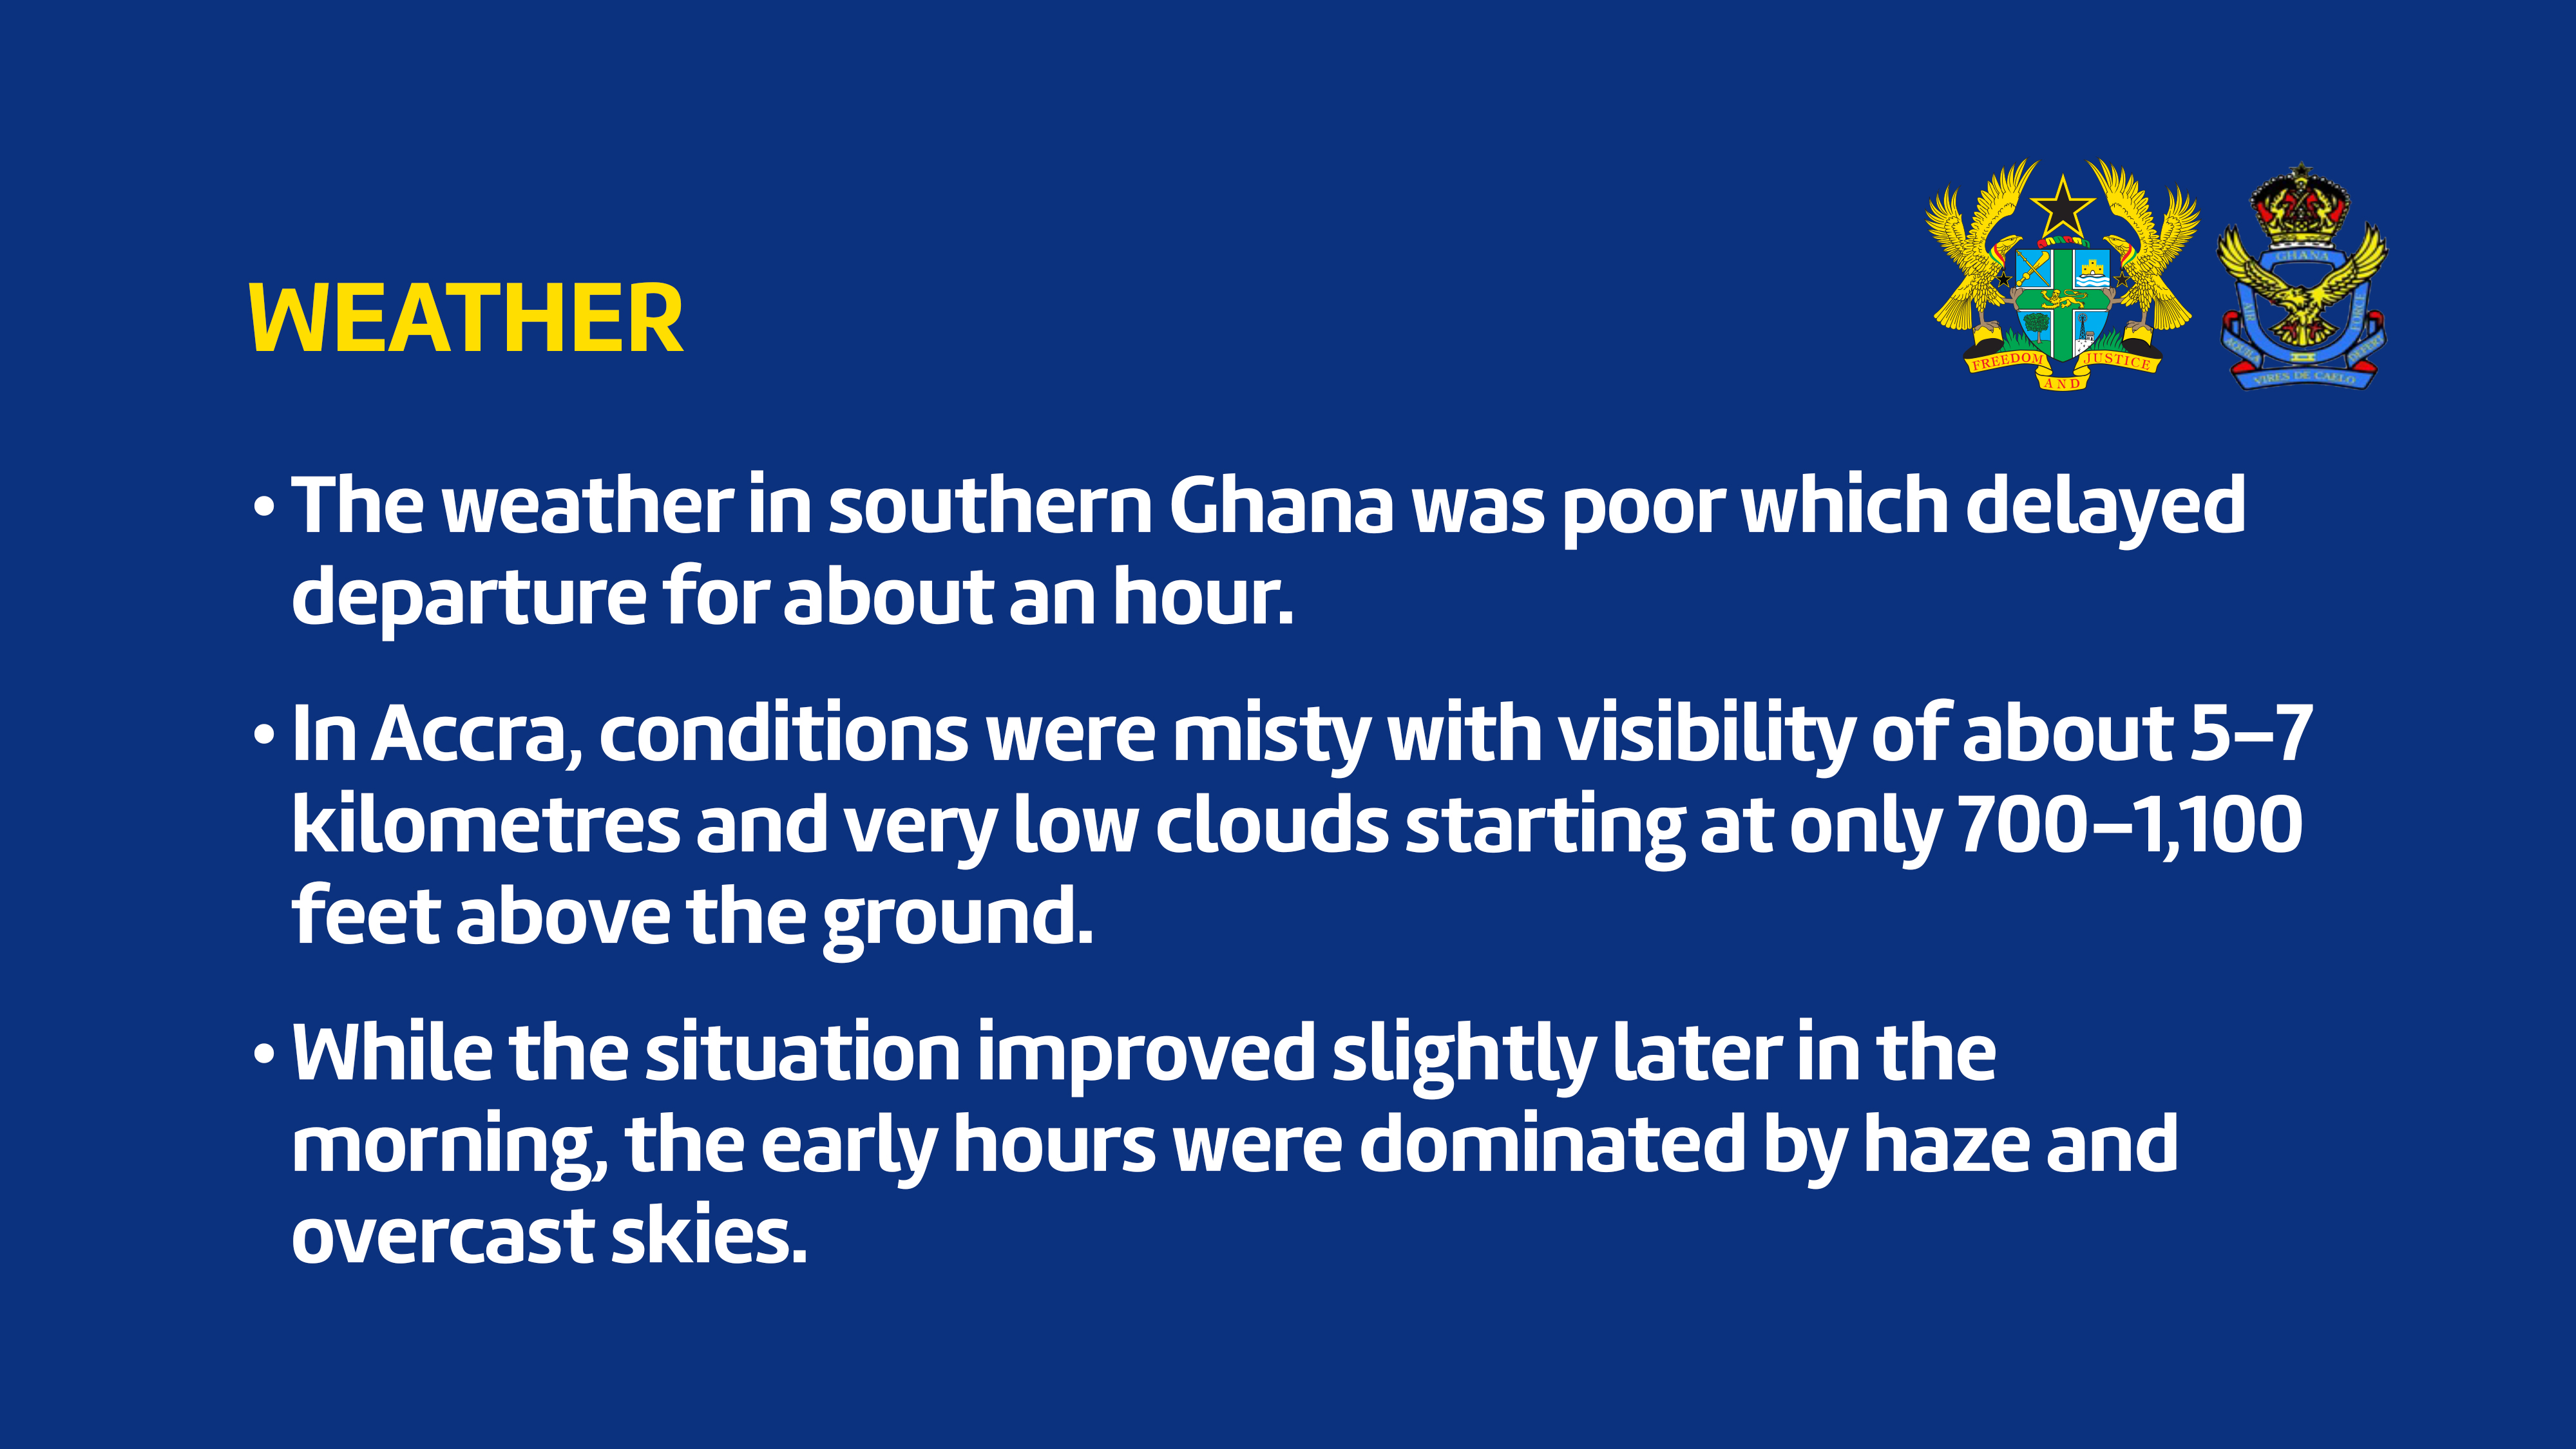 FREEDOM
AND
JUSTICE
GHANA
AIR
FORCE
AQUILA
DEFERT
VIRES DE CAELO
WEATHER
• The weather in southern Ghana was poor which delayed
departure for about an hour.
• In Accra, conditions were misty with visibility of about 5–7
kilometres and very low clouds starting at only 700–1,100
feet above the ground.
• While the situation improved slightly later in the
morning, the early hours were dominated by haze and
overcast skies.